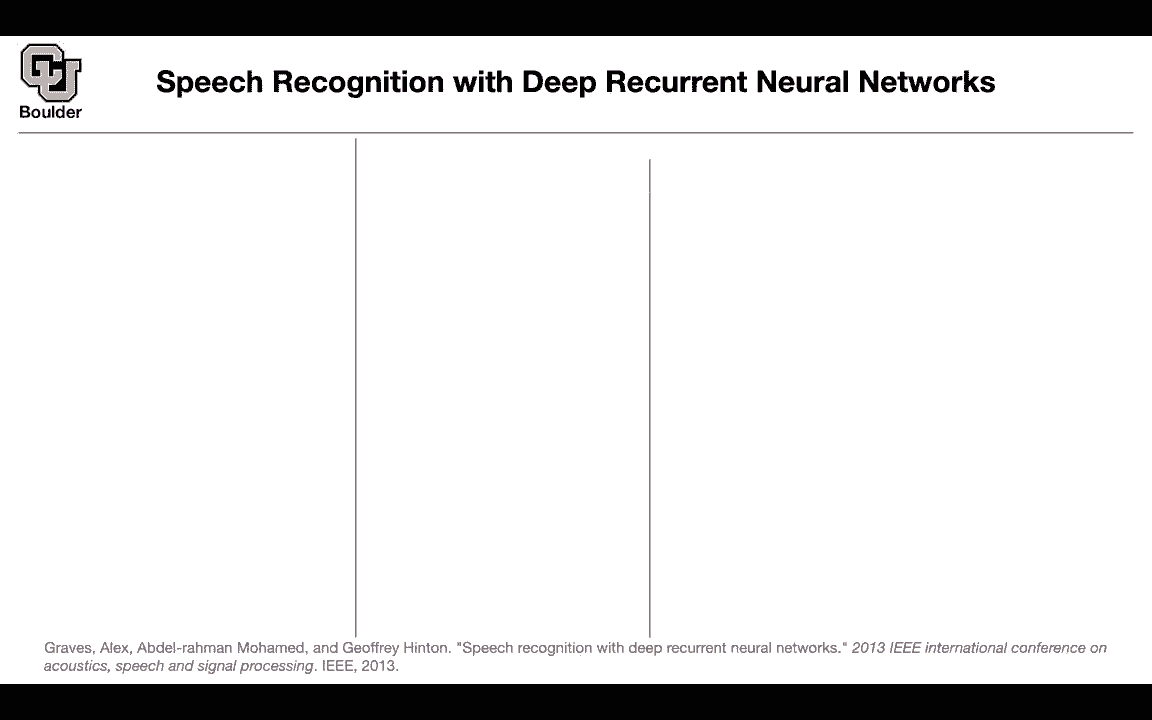 CU
Boulder
Speech Recognition with Deep Recurrent Neural Networks
Graves, Alex, Abdel-rahman Mohamed, and Geoffrey Hinton. "Speech recognition with deep recurrent neural networks." 2013 IEEE international conference on
acoustics, speech and signal processing. IEEE, 2013.